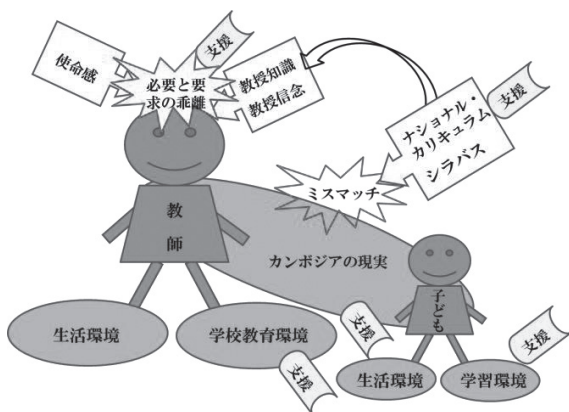 支援
使命感
必要と要
求の乖離
教授知識
教授信念
ナショナル・
カリキュラム
シラバス
支援
ミスマッチ
教
師
カンボジアの現実
子ども
生活環境
学校教育環境
支援
支援
支援
生活環境
学習環境